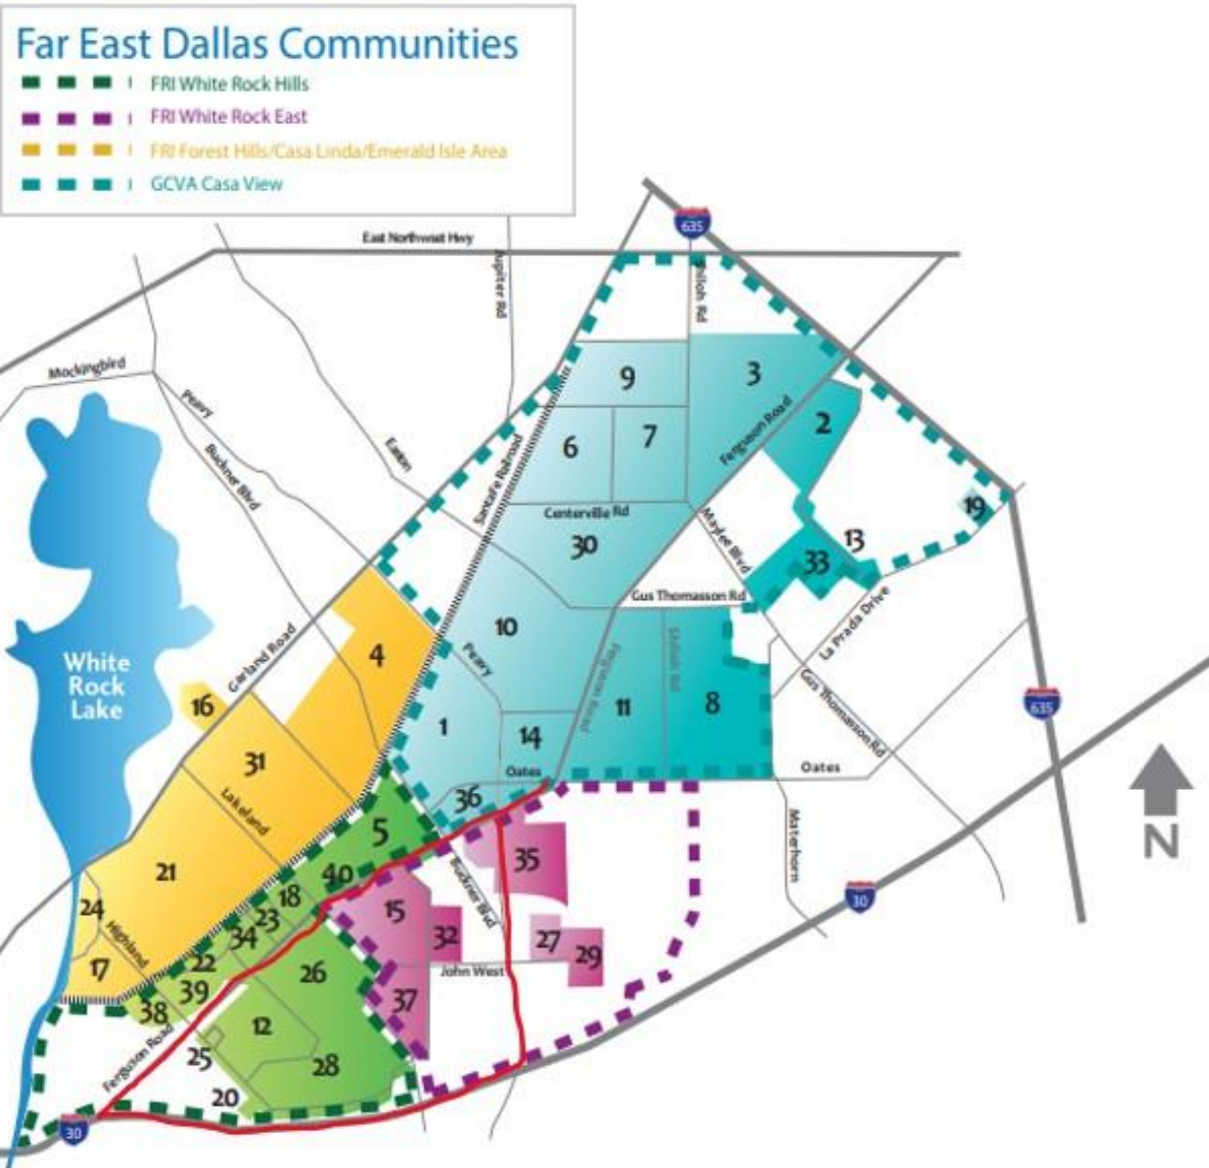 Far East Dallas Communities
FRI White Rock Hills
FRI White Rock East
FRI Forest Hills/Casa Linda/Emerald Isle Area
GCVA Casa View
635
East Northwest Hwy
Jupiter Rd
Shiloh Rd
Mockingbird
Peavy
9
3
2
Buckner Blvd
Easton
6
7
Ferguson Road
SantaFe Railroad
Centerville Rd
19
30
Maylee Blvd
13
33
Gus Thomasson Rd
La Prada Drive
10
Garland Road
4
Peavy
Ferguson Road
Shiloh Rd
White
Rock
Lake
16
1
14
11
8
Gus Thomasson Rd
635
31
Oates
Oates
Lakeland
36
5
Materhorn
N
21
40
35
Buckner Blvd
18
15
24
23
34
32
27
29
30
Highland
22
26
John West
17
39
37
38
12
Ferguson Road
25
28
20
30